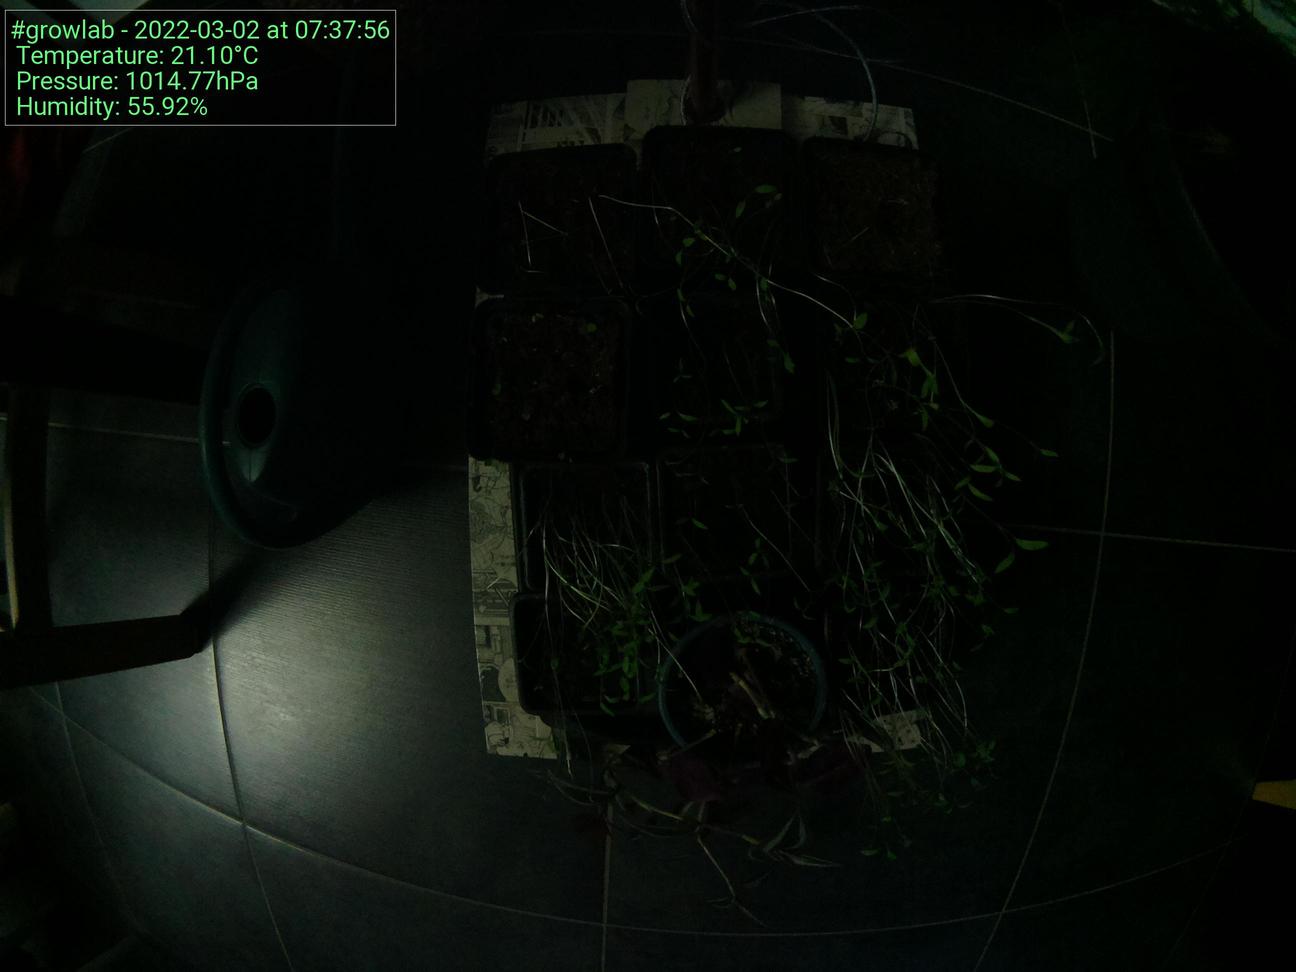 #growlab - 2022-03-02 at 07:37:56
Temperature: 21.10°C
Pressure: 1014.77hPa
Humidity: 55.92%